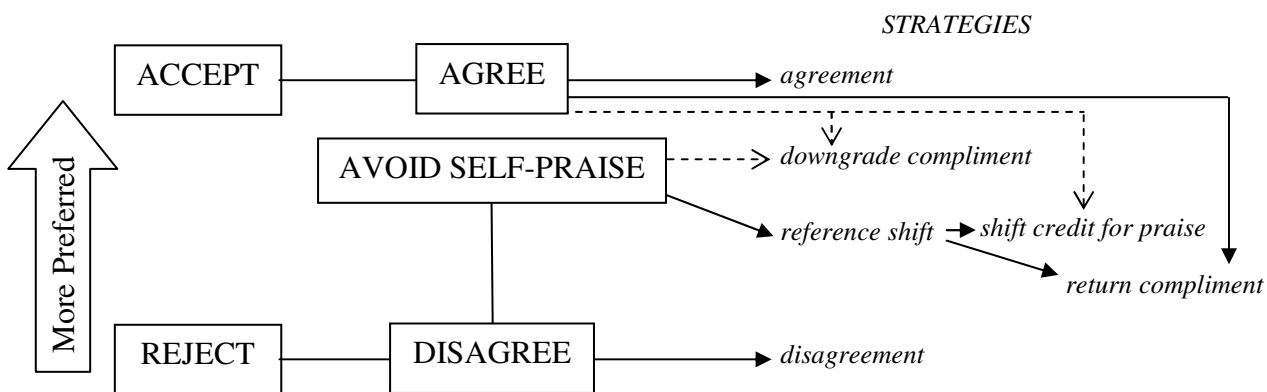 STRATEGIES
ACCEPT
AGREE
agreement
More Preferred
AVOID SELF-PRAISE
downgrade compliment
reference shift
shift credit for praise
return compliment
REJECT
DISAGREE
disagreement